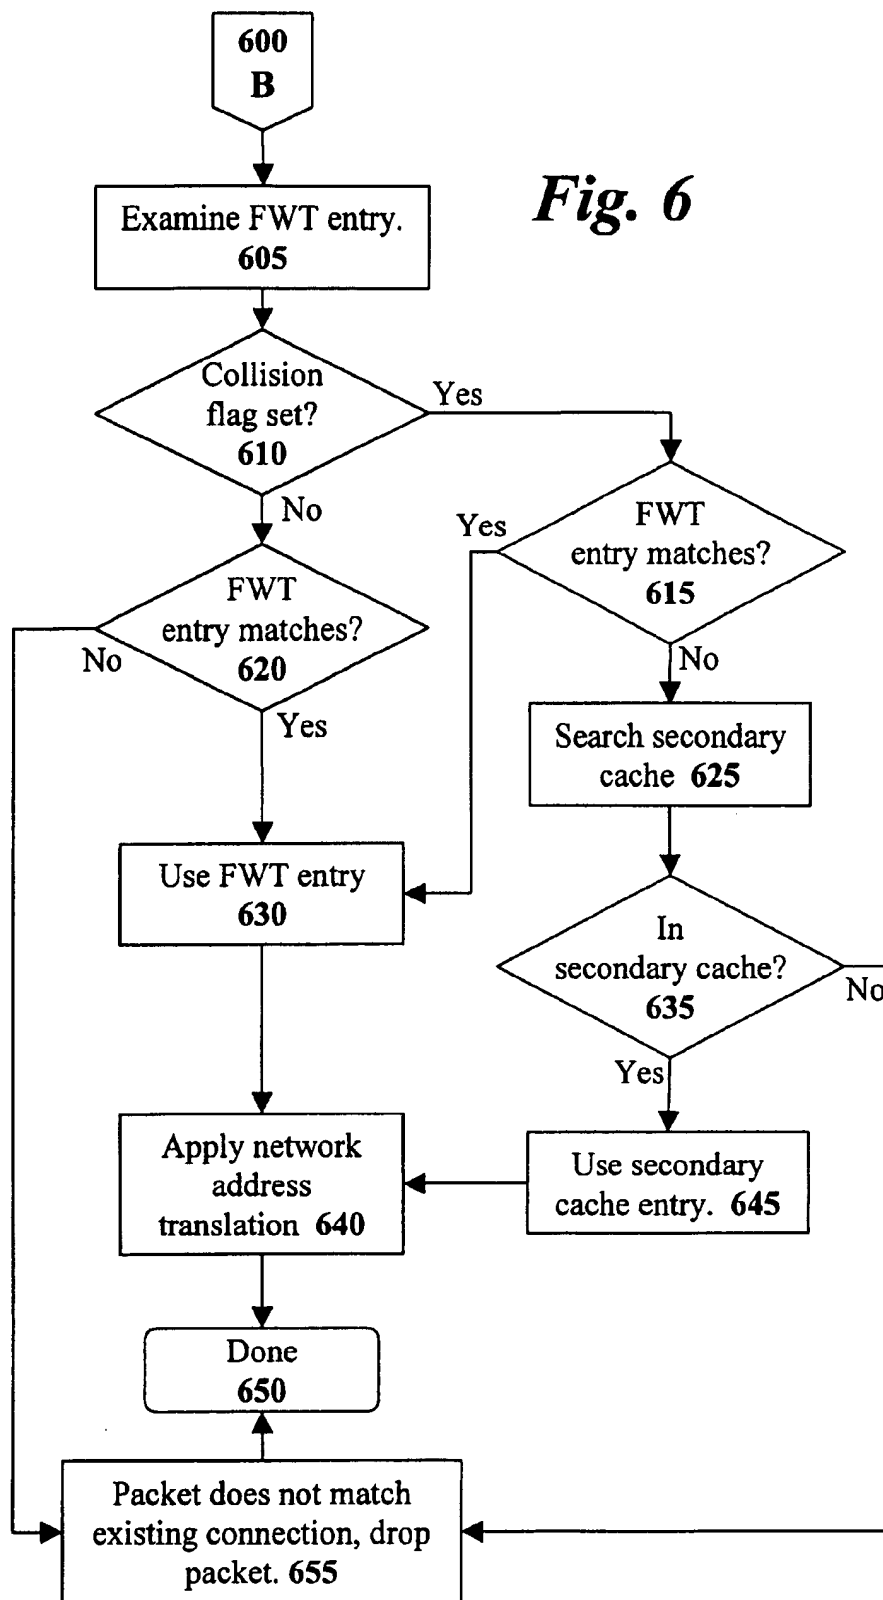 600
B
Fig. 6
Examine FWT entry.
605
Collision
flag set?
610
Yes
No
FWT
entry matches?
615
Yes
No
FWT
entry matches?
620
No
Yes
Search secondary
cache 625
Use FWT entry
630
In
secondary cache?
635
No
Yes
Apply network
address
translation 640
Use secondary
cache entry. 645
Done
650
Packet does not match
existing connection, drop
packet. 655